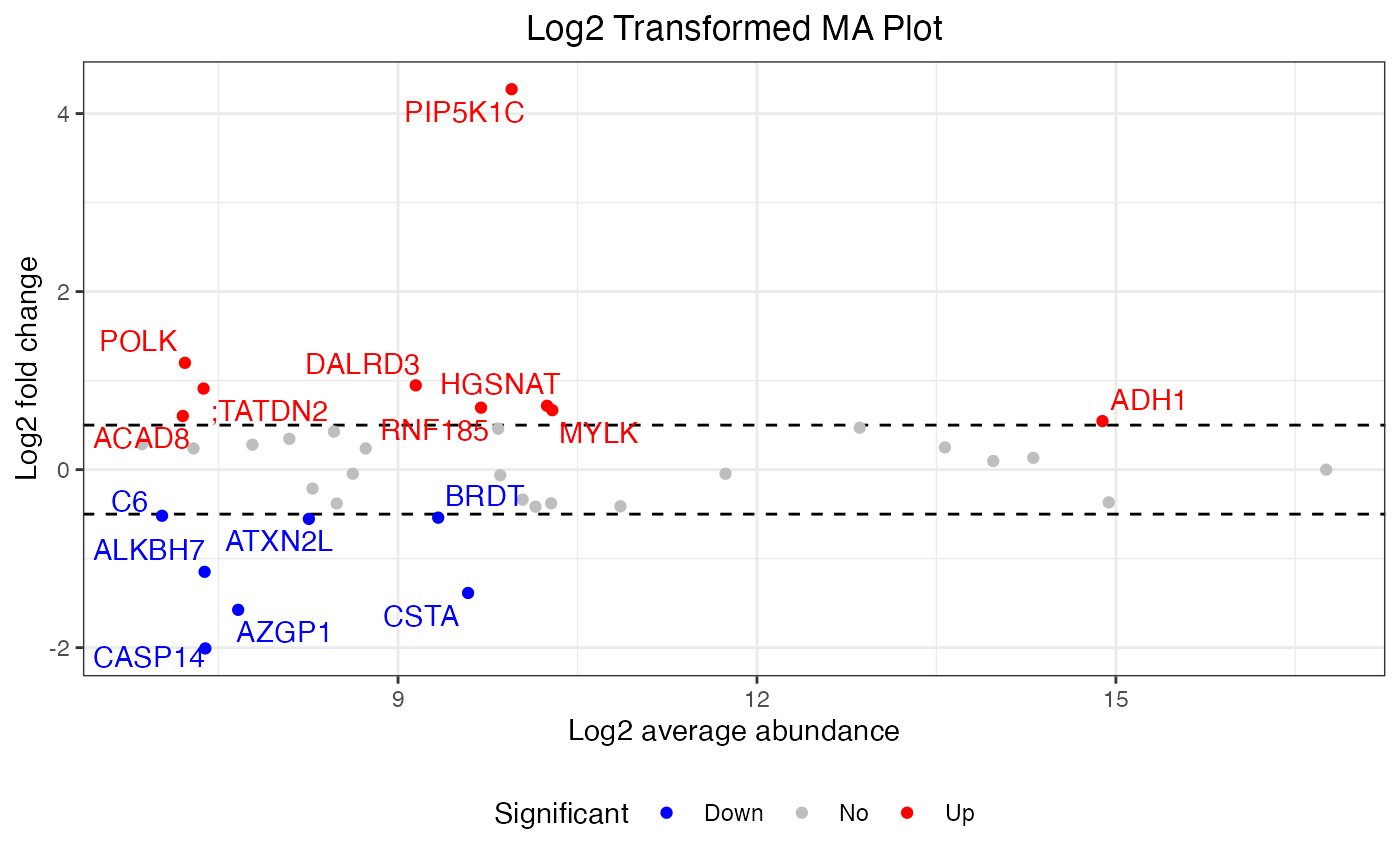 Log2 Transformed MA Plot
PIP5K1C
4
Log2 fold change
2
POLK
DALRD3
HGSNAT
ADH1
;TATDN2
RNF185
MYLK
ACAD8
0
C6
BRDT
ATXN2L
ALKBH7
CSTA
AZGP1
CASP14
-2
9
12
15
Log2 average abundance
Significant Down No Up